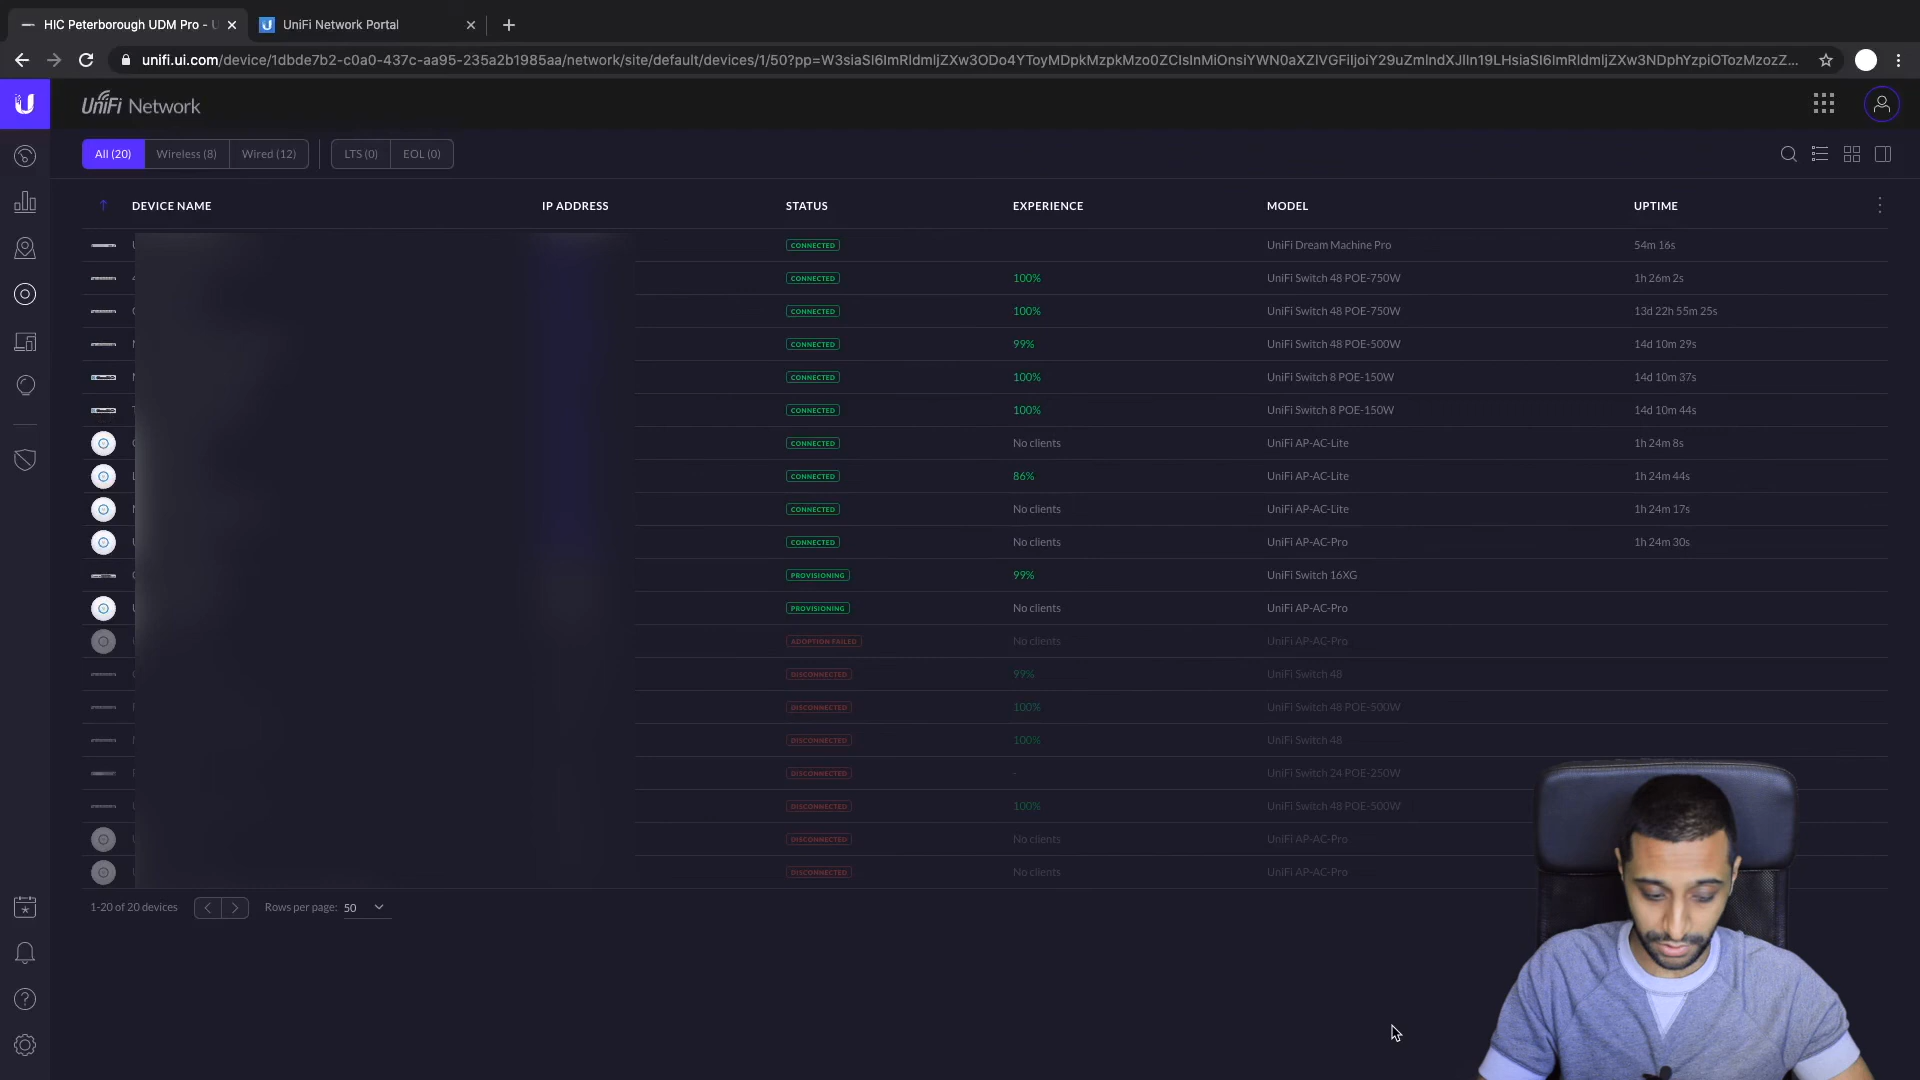 HIC Peterborough UDM Pro - U
UniFi Network Portal
unifi.ui.com/device/1dbde7b2-c0a0-437c-aa95-235a2b1985aa/network/site/default/devices/1/50?pp=
UniFi Network
All (20) Wireless (8) Wired (12) LTS (0) EOL (0)
DEVICE NAME IP ADDRESS STATUS EXPERIENCE MODEL UPTIME
CONNECTED UniFi Dream Machine Pro 54m 16s
CONNECTED 100% UniFi Switch 48 POE-750W 1h 26m 2s
CONNECTED 100% UniFi Switch 48 POE-750W 13d 22h 55m 25s
CONNECTED 99% UniFi Switch 48 POE-500W 14d 10m 29s
CONNECTED 100% UniFi Switch 8 POE-150W 14d 10m 37s
CONNECTED 100% UniFi Switch 8 POE-150W 14d 10m 44s
CONNECTED No clients UniFi AP-AC-Lite 1h 24m 8s
CONNECTED 86% UniFi AP-AC-Lite 1h 24m 44s
CONNECTED No clients UniFi AP-AC-Lite 1h 24m 17s
CONNECTED No clients UniFi AP-AC-Pro 1h 24m 30s
PROVISIONING 99% UniFi Switch 16XG
PROVISIONING No clients UniFi AP-AC-Pro
ADOPTION FAILED No clients UniFi AP-AC-Pro
DISCONNECTED 99% UniFi Switch 48
DISCONNECTED 100% UniFi Switch 48 POE-500W
DISCONNECTED 100% UniFi Switch 48
DISCONNECTED - UniFi Switch 24 POE-250W
DISCONNECTED 100% UniFi Switch 48 POE-500W
DISCONNECTED No clients UniFi AP-AC-Pro
DISCONNECTED No clients UniFi AP-AC-Pro
1-20 of 20 devices Rows per page: 50